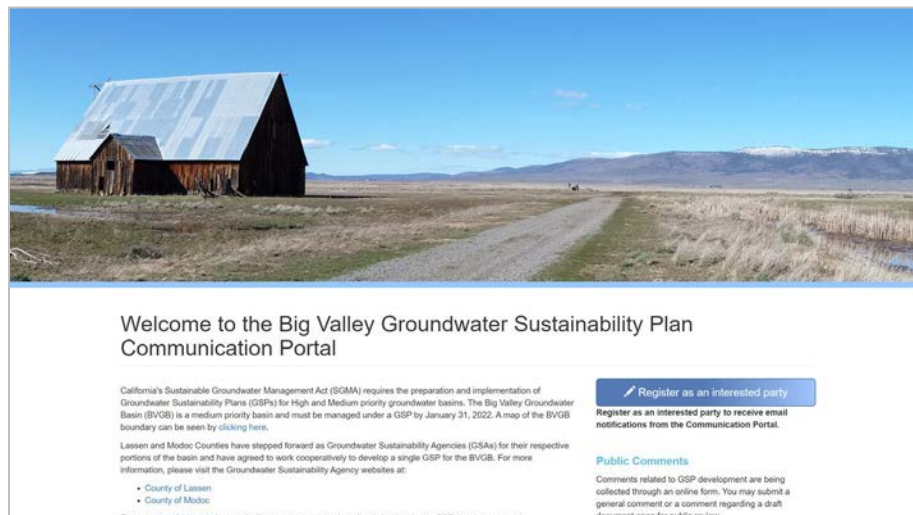 Welcome to the Big Valley Groundwater Sustainability Plan
Communication Portal
California's Sustainable Groundwater Management Act (SGMA) requires the preparation and implementation of
Groundwater Sustainability Plans (GSPs) for High and Medium priority groundwater basins. The Big Valley Groundwater
Basin (BVGB) is a medium priority basin and must be managed under a GSP by January 31, 2022. A map of the BVGB
boundary can be seen by clicking here.
Lassen and Modoc Counties have stepped forward as Groundwater Sustainability Agencies (GSAs) for their respective
portions of the basin and have agreed to work cooperatively to develop a single GSP for the BVGB. For more
information, please visit the Groundwater Sustainability Agency websites at:
• County of Lassen
• County of Modoc
Register as an interested party
Register as an interested party to receive email
notifications from the Communication Portal.
Public Comments
Comments related to GSP development are being
collected through an online form. You may submit a
general comment or a comment regarding a draft
document open for public review.